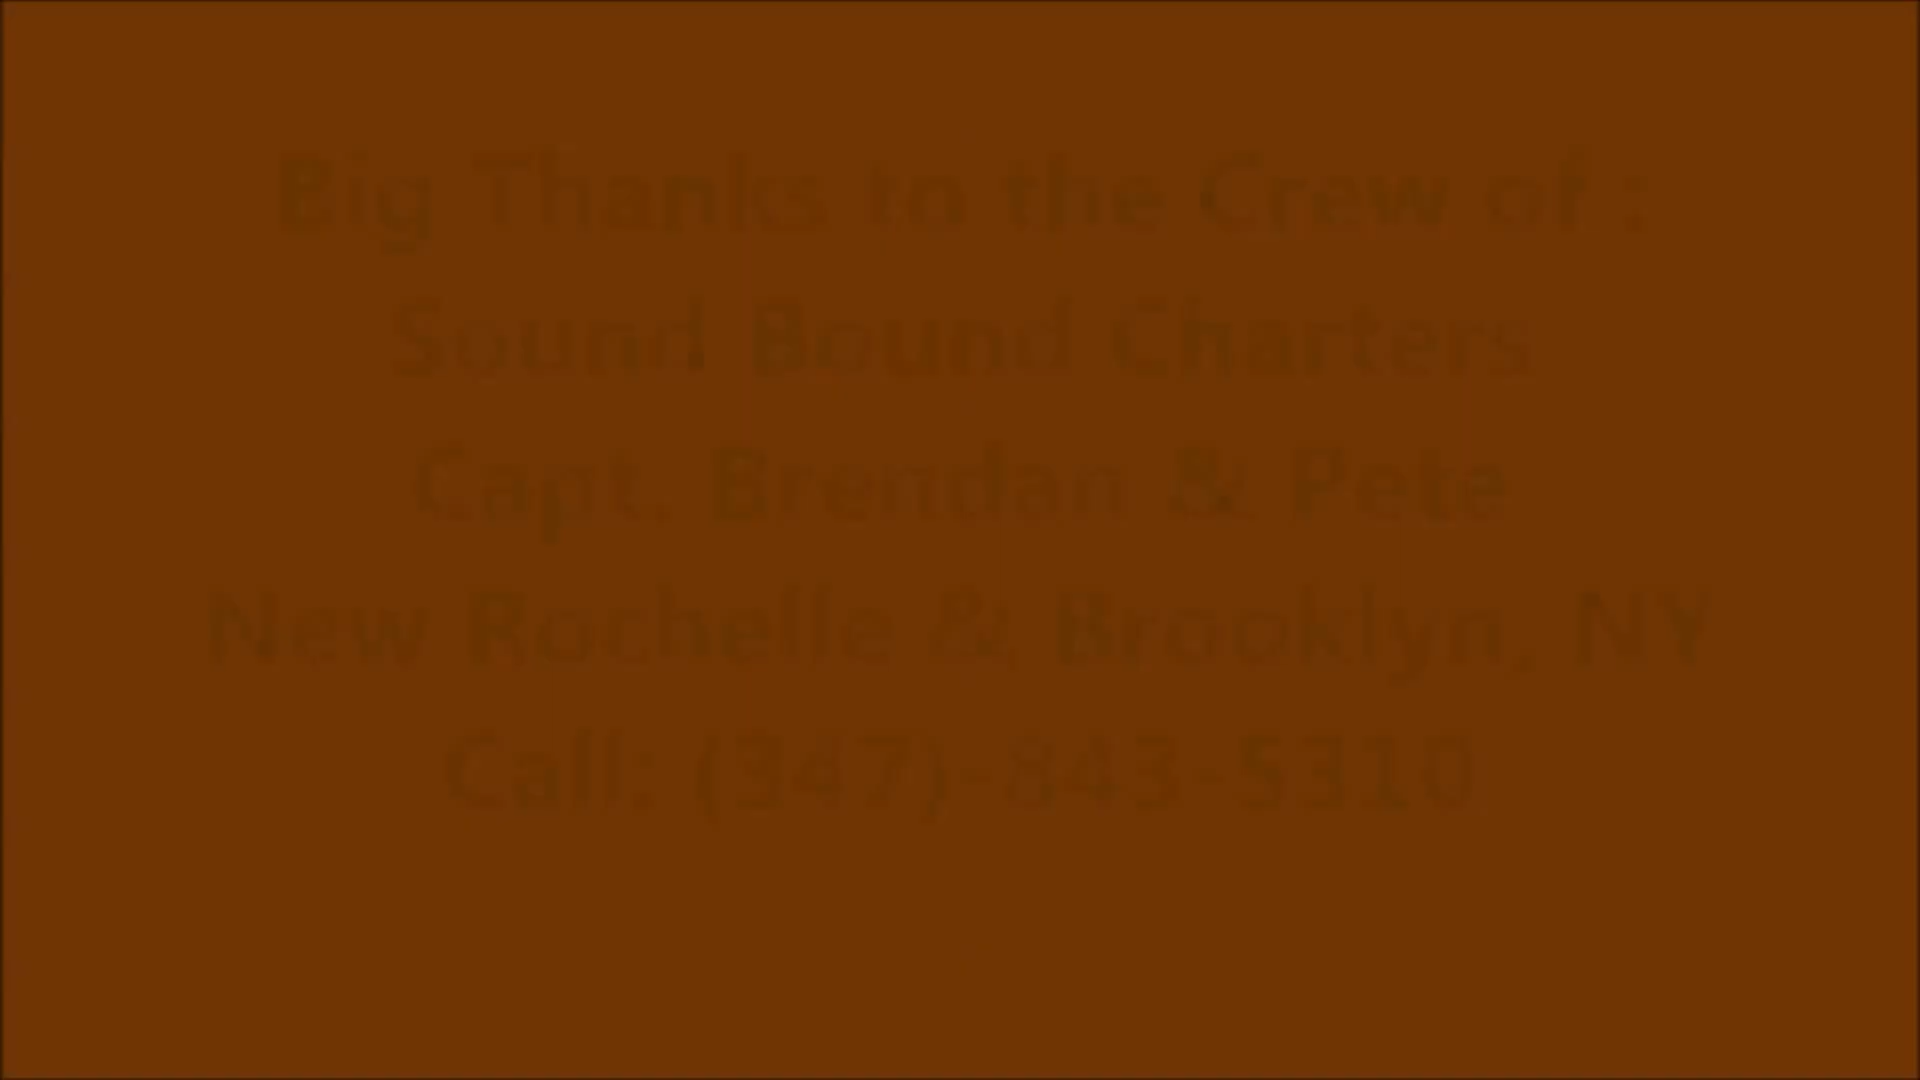 Big Thanks to the Crew of :
Sound Bound Charters
Capt. Brendan & Pete
New Rochelle & Brooklyn, NY
Call: (347)-843-5310